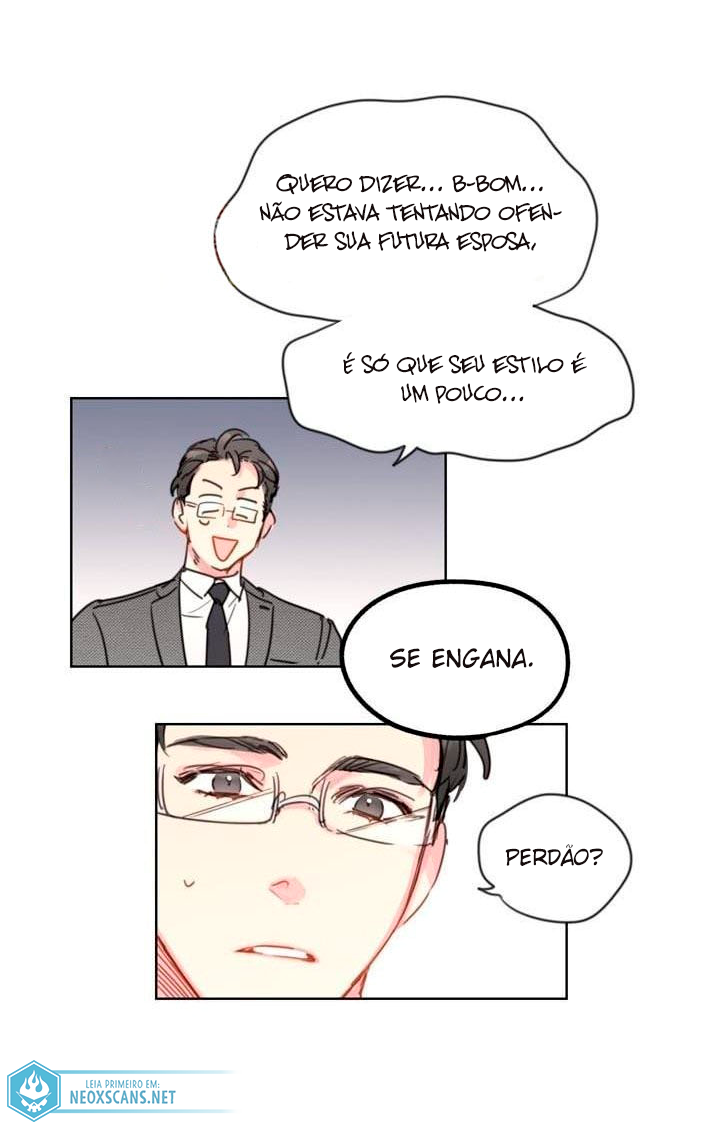 QUERO DIZER... B-BOM...
NÃO ESTAVA TENTANDO OFEN-
DER SUA FUTURA ESPOSA,
É SÓ QUE SEU ESTILO É
UM POUCO...
SE ENGANA.
PERDÃO?
LEIA PRIMEIRO EM:
NEOXSCANS.NET